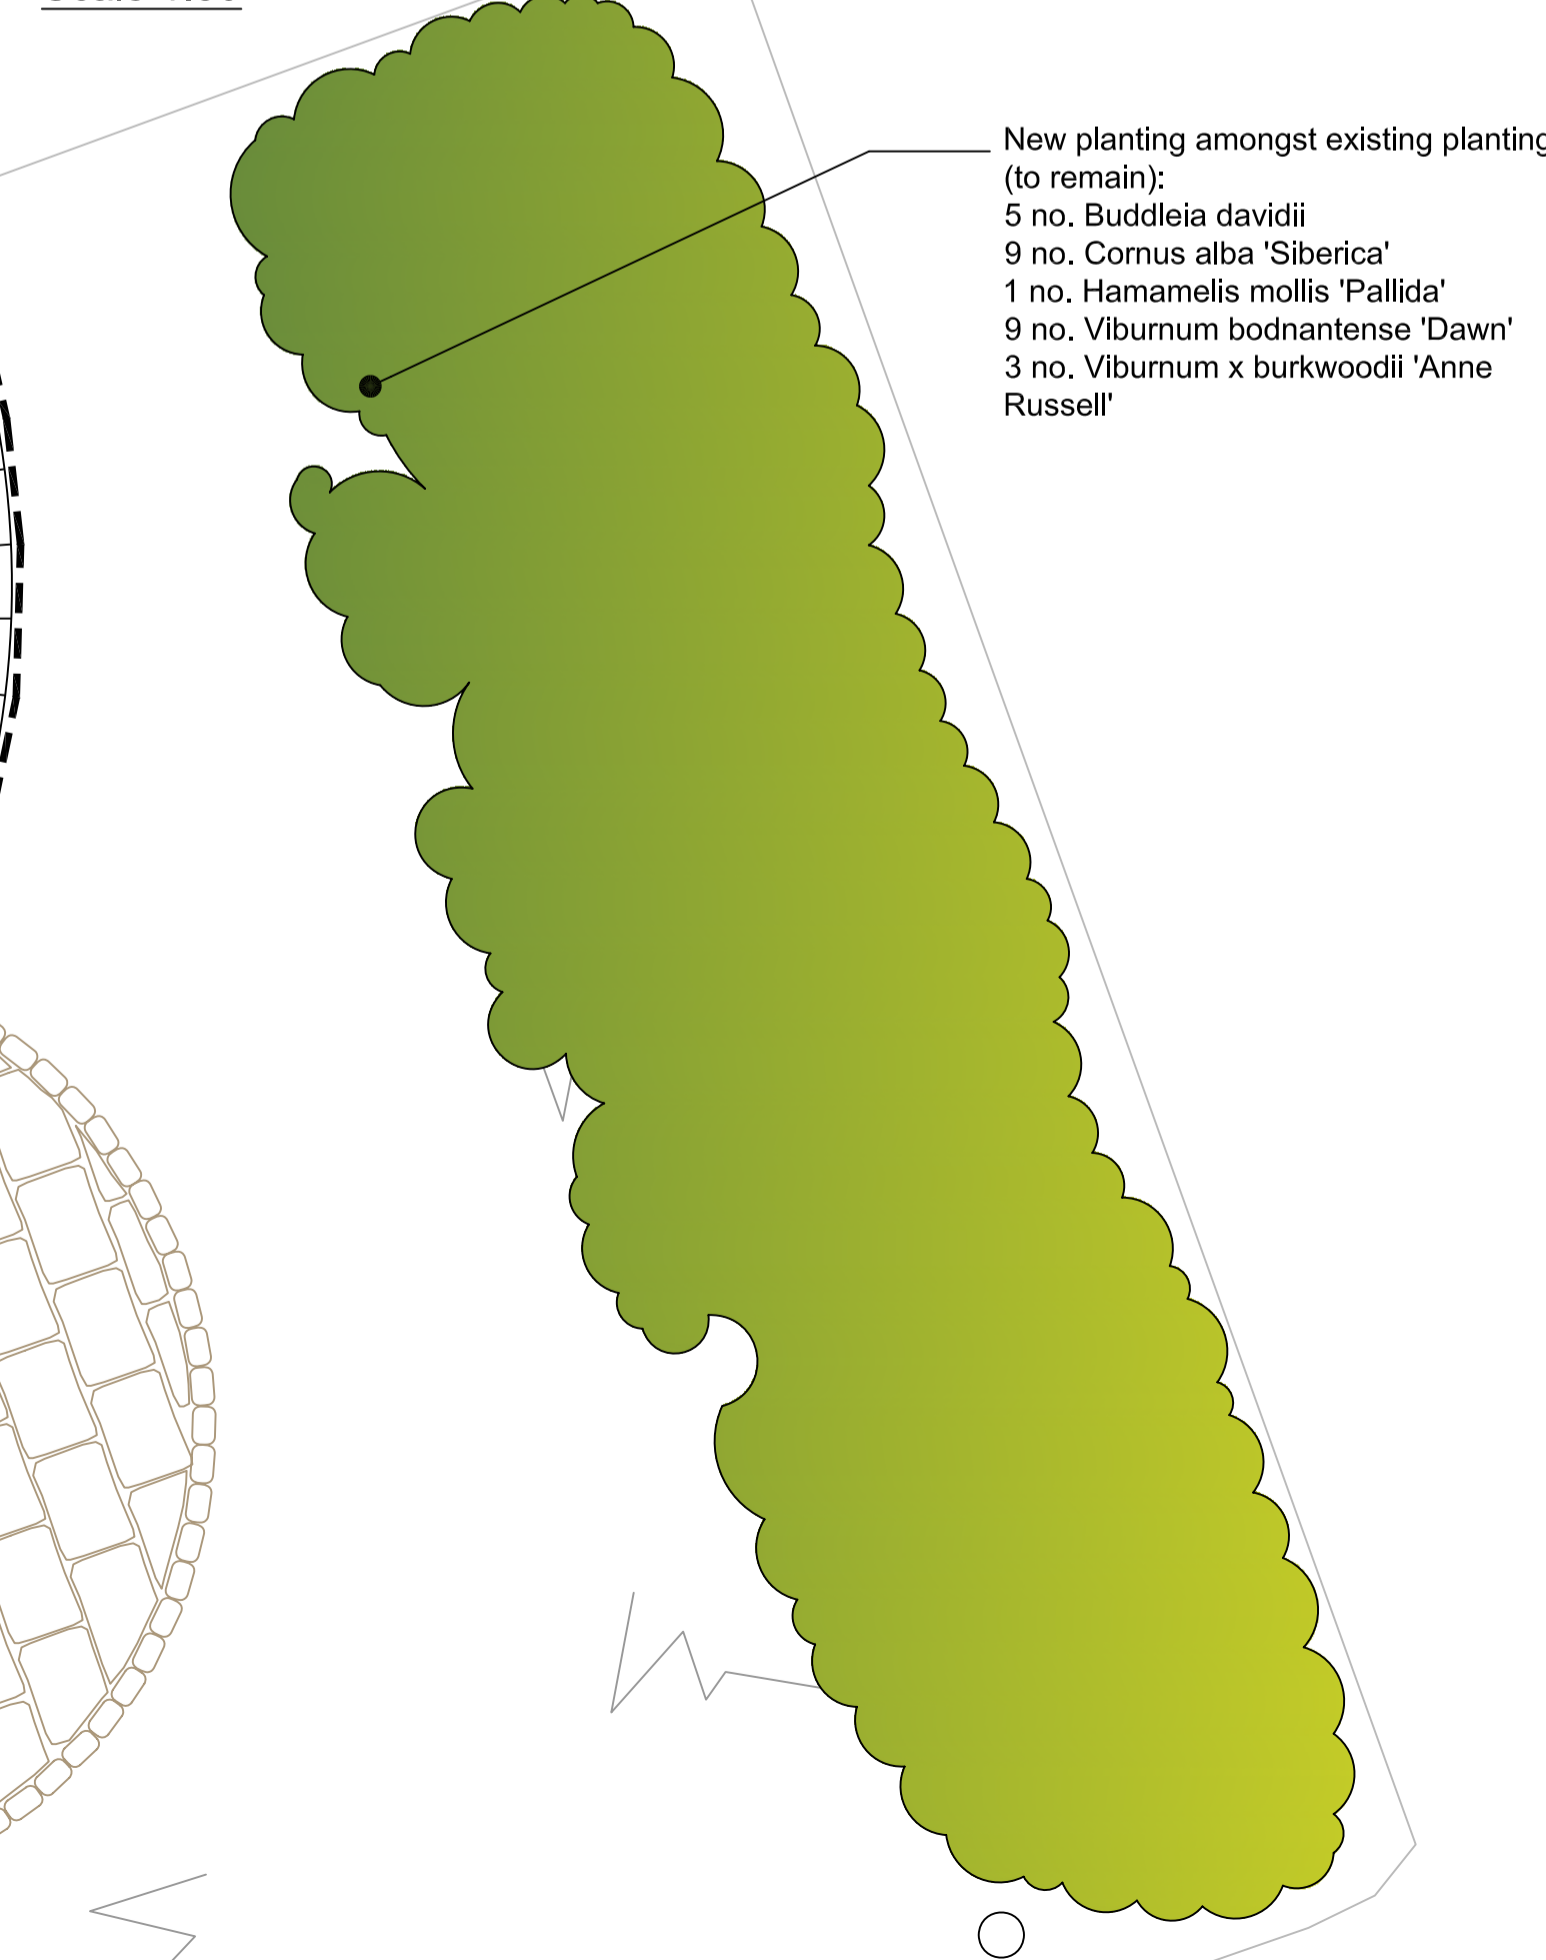 New planting amongst existing planting
(to remain):
5 no. Buddleia davidii
9 no. Cornus alba 'Siberica'
1 no. Hamamelis mollis 'Pallida'
9 no. Viburnum bodnantense 'Dawn'
3 no. Viburnum x burkwoodii 'Anne
Russell'